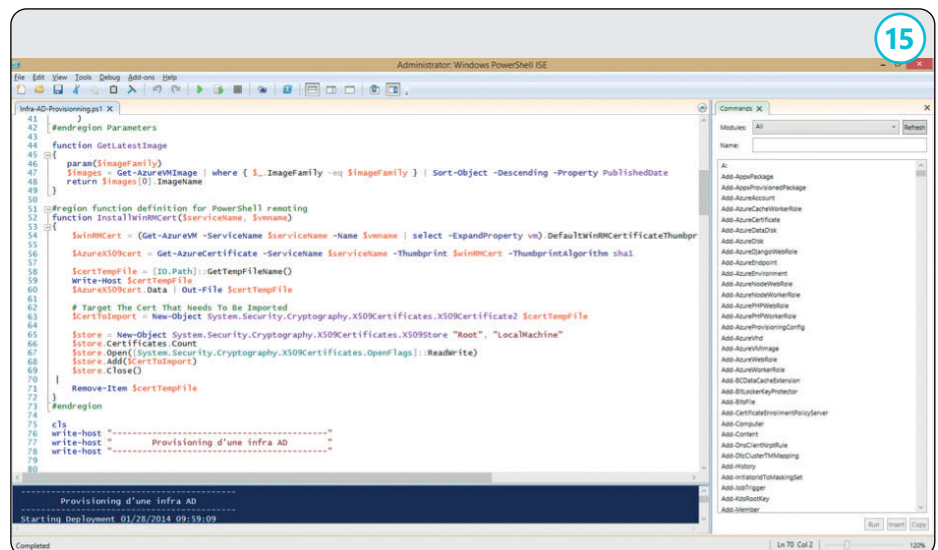 15
Administrator: Windows PowerShell ISE
File Edit View Tools Debug Add-ons Help
Infra-AD-Provisionning.ps1 X
Commands X
Modules: All Refresh
Name:
41 }
42 #endregion Parameters
43
44 function GetLatestImage
45 {
46 param($imageFamily)
47 $images = Get-AzureVMImage | where { $_.ImageFamily -eq $imageFamily } | Sort-Object -Descending -Property PublishedDate
48 return $images[0].ImageName
49 }
50
51 #region function definition for PowerShell remoting
52 function InstallWinRMCert($serviceName, $vmname)
53 {
54 $winRMCert = (Get-AzureVM -ServiceName $serviceName -Name $vmname | select -ExpandProperty vm).DefaultWinRMCertificateThumbpr
55
56 $AzureX509cert = Get-AzureCertificate -ServiceName $serviceName -Thumbprint $winRMCert -ThumbprintAlgorithm sha1
57
58 $certTempFile = [IO.Path]::GetTempFileName()
59 Write-Host $certTempFile
60 $AzureX509cert.Data | Out-File $certTempFile
61
62 # Target The Cert That Needs To Be Imported
63 $CertToImport = New-Object System.Security.Cryptography.X509Certificates.X509Certificate2 $certTempFile
64
65 $store = New-Object System.Security.Cryptography.X509Certificates.X509Store "Root", "LocalMachine"
66 $store.Certificates.Count
67 $store.Open([System.Security.Cryptography.X509Certificates.OpenFlags]::ReadWrite)
68 $store.Add($CertToImport)
69 $store.Close()
70
71 Remove-Item $certTempFile
72 }
73 #endregion
74
75 cls
76 write-host "-------------------------------------------"
77 write-host " Provisioning d'une infra AD "
78 write-host "-------------------------------------------"
79
80
-------------------------------------------
Provisioning d'une infra AD
-------------------------------------------
Starting Deployment 01/28/2014 09:59:09
A:
Add-AppxPackage
Add-AppxProvisionedPackage
Add-AzureAccount
Add-AzureCacheWorkerRole
Add-AzureCertificate
Add-AzureDataDisk
Add-AzureDisk
Add-AzureDjangoWebRole
Add-AzureEndpoint
Add-AzureEnvironment
Add-AzureNodeWebRole
Add-AzureNodeWorkerRole
Add-AzurePHPWebRole
Add-AzurePHPWorkerRole
Add-AzureProvisioningConfig
Add-AzureVhd
Add-AzureVMImage
Add-AzureWebRole
Add-AzureWorkerRole
Add-BCDataCacheExtension
Add-BitLockerKeyProtector
Add-BitsFile
Add-CertificateEnrollmentPolicyServer
Add-Computer
Add-Content
Add-DnsClientNrptRule
Add-DtcClusterTMMapping
Add-History
Add-InitiatorIdToMaskingSet
Add-JobTrigger
Add-KdsRootKey
Add-Member
Run Insert Copy
Completed Ln 70 Col 2 120%